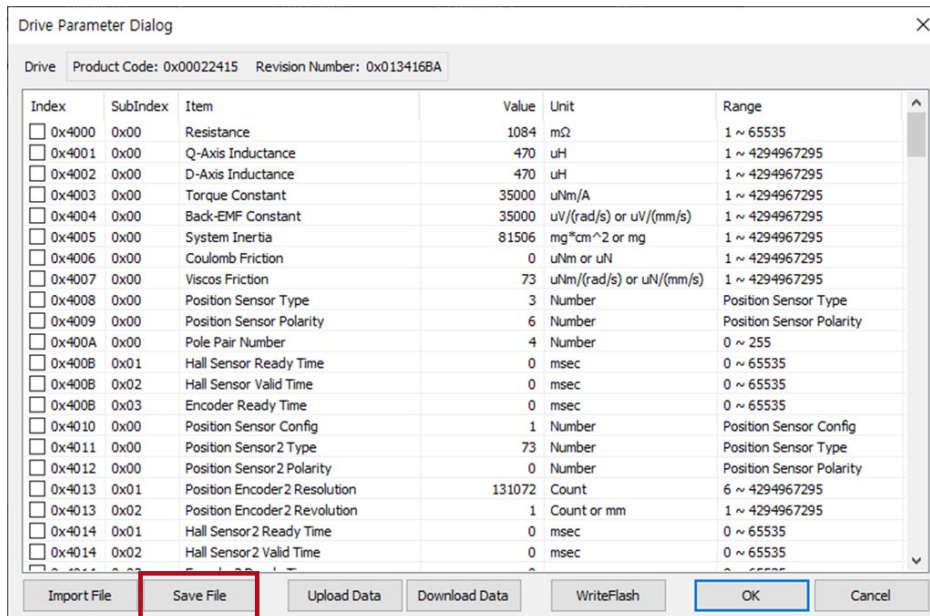 Drive Parameter Dialog
Drive Product Code: 0x00022415 Revision Number: 0x013416BA
Index SubIndex Item Value Unit Range
0x4000 0x00 Resistance 1084 mΩ 1 ~ 65535
0x4001 0x00 Q-Axis Inductance 470 uH 1 ~ 4294967295
0x4002 0x00 D-Axis Inductance 470 uH 1 ~ 4294967295
0x4003 0x00 Torque Constant 35000 uNm/A 1 ~ 4294967295
0x4004 0x00 Back-EMF Constant 35000 uV/(rad/s) or uV/(mm/s) 1 ~ 4294967295
0x4005 0x00 System Inertia 81506 mg*cm^2 or mg 1 ~ 4294967295
0x4006 0x00 Coulomb Friction 0 uNm or uN 1 ~ 4294967295
0x4007 0x00 Viscos Friction 73 uNm/(rad/s) or uN/(mm/s) 1 ~ 4294967295
0x4008 0x00 Position Sensor Type 3 Number Position Sensor Type
0x4009 0x00 Position Sensor Polarity 6 Number Position Sensor Polarity
0x400A 0x00 Pole Pair Number 4 Number 0 ~ 255
0x400B 0x01 Hall Sensor Ready Time 0 msec 0 ~ 65535
0x400B 0x02 Hall Sensor Valid Time 0 msec 0 ~ 65535
0x400B 0x03 Encoder Ready Time 0 msec 0 ~ 65535
0x4010 0x00 Position Sensor Config 1 Number Position Sensor Config
0x4011 0x00 Position Sensor2 Type 73 Number Position Sensor Type
0x4012 0x00 Position Sensor2 Polarity 0 Number Position Sensor Polarity
0x4013 0x01 Position Encoder2 Resolution 131072 Count 6 ~ 4294967295
0x4013 0x02 Position Encoder2 Revolution 1 Count or mm 1 ~ 4294967295
0x4014 0x01 Hall Sensor2 Ready Time 0 msec 0 ~ 65535
0x4014 0x02 Hall Sensor2 Valid Time 0 msec 0 ~ 65535
Import File Save File Upload Data Download Data WriteFlash OK Cancel